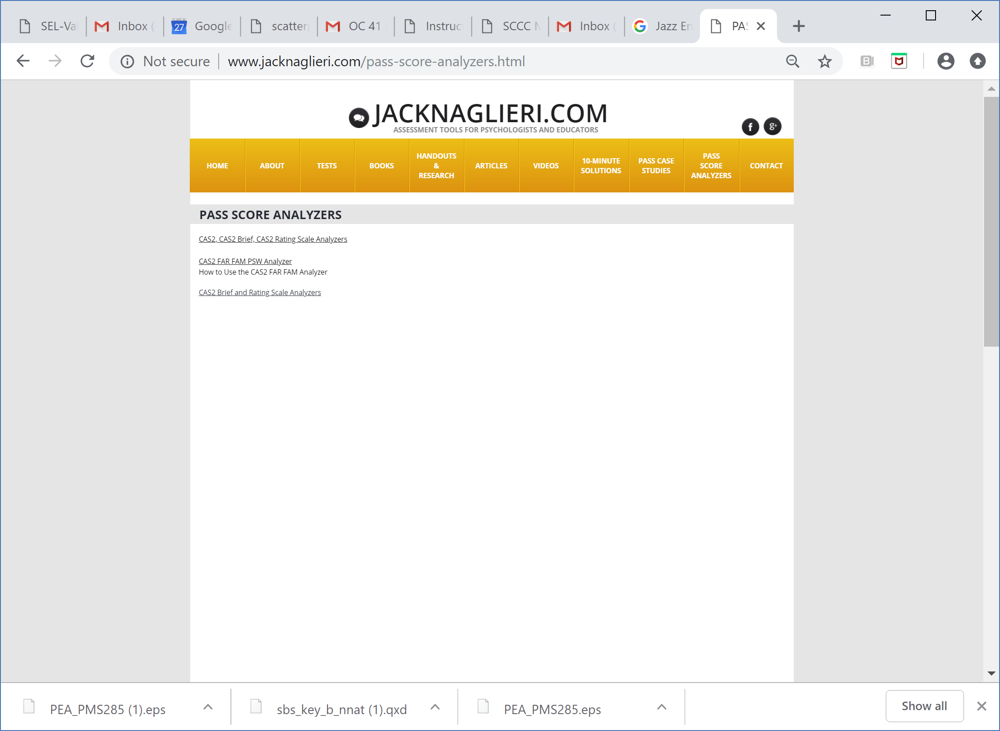 SEL-Va
Inbox (
27
Google
scatter
OC 41
Instruc
SCCC M
Inbox (
Jazz En
PAS
Not secure
www.jacknaglieri.com/pass-score-analyzers.html
B
JACKNAGLIERI.COM
ASSESSMENT TOOLS FOR PSYCHOLOGISTS AND EDUCATORS
f
g+
HOME
ABOUT
TESTS
BOOKS
HANDOUTS
&
RESEARCH
ARTICLES
VIDEOS
10-MINUTE
SOLUTIONS
PASS CASE
STUDIES
PASS
SCORE
ANALYZERS
CONTACT
PASS SCORE ANALYZERS
CAS2, CAS2 Brief, CAS2 Rating Scale Analyzers
CAS2 FAR FAM PSW Analyzer
How to Use the CAS2 FAR FAM Analyzer
CAS2 Brief and Rating Scale Analyzers
PEA_PMS285 (1).eps
sbs_key_b_nnat (1).qxd
PEA_PMS285.eps
Show all